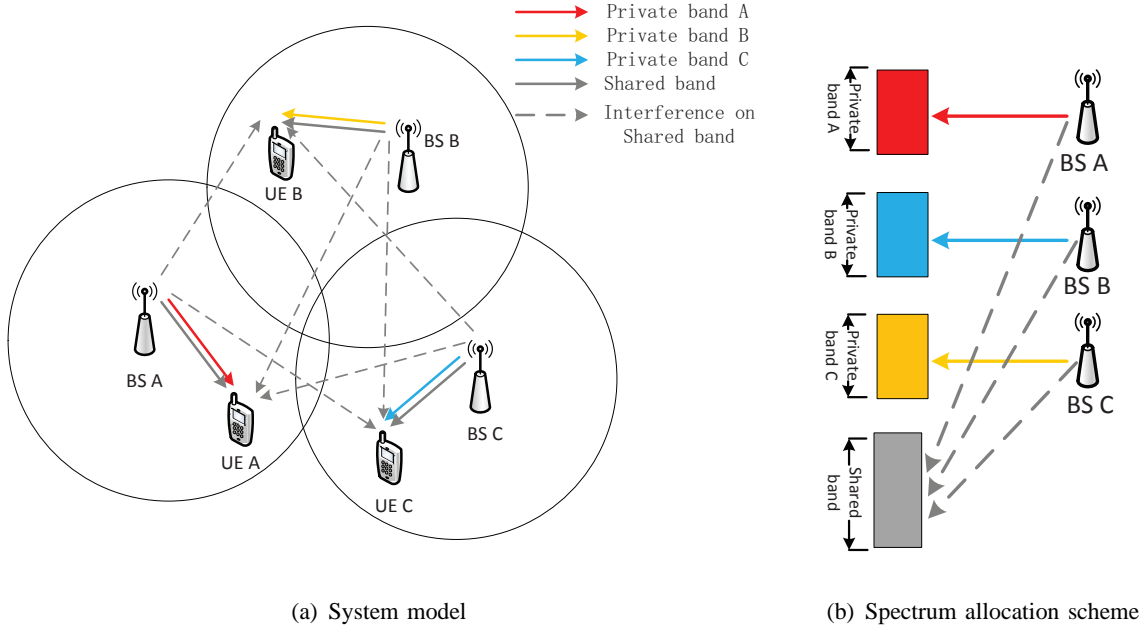 Private band A
Private band B
Private band C
Shared band
Interference on
Shared band
BS B
UE B
BS A
UE A
BS C
UE C
(a) System model
Private
band A
BS A
Private
band B
BS B
Private
band C
BS C
Shared
band
(b) Spectrum allocation scheme